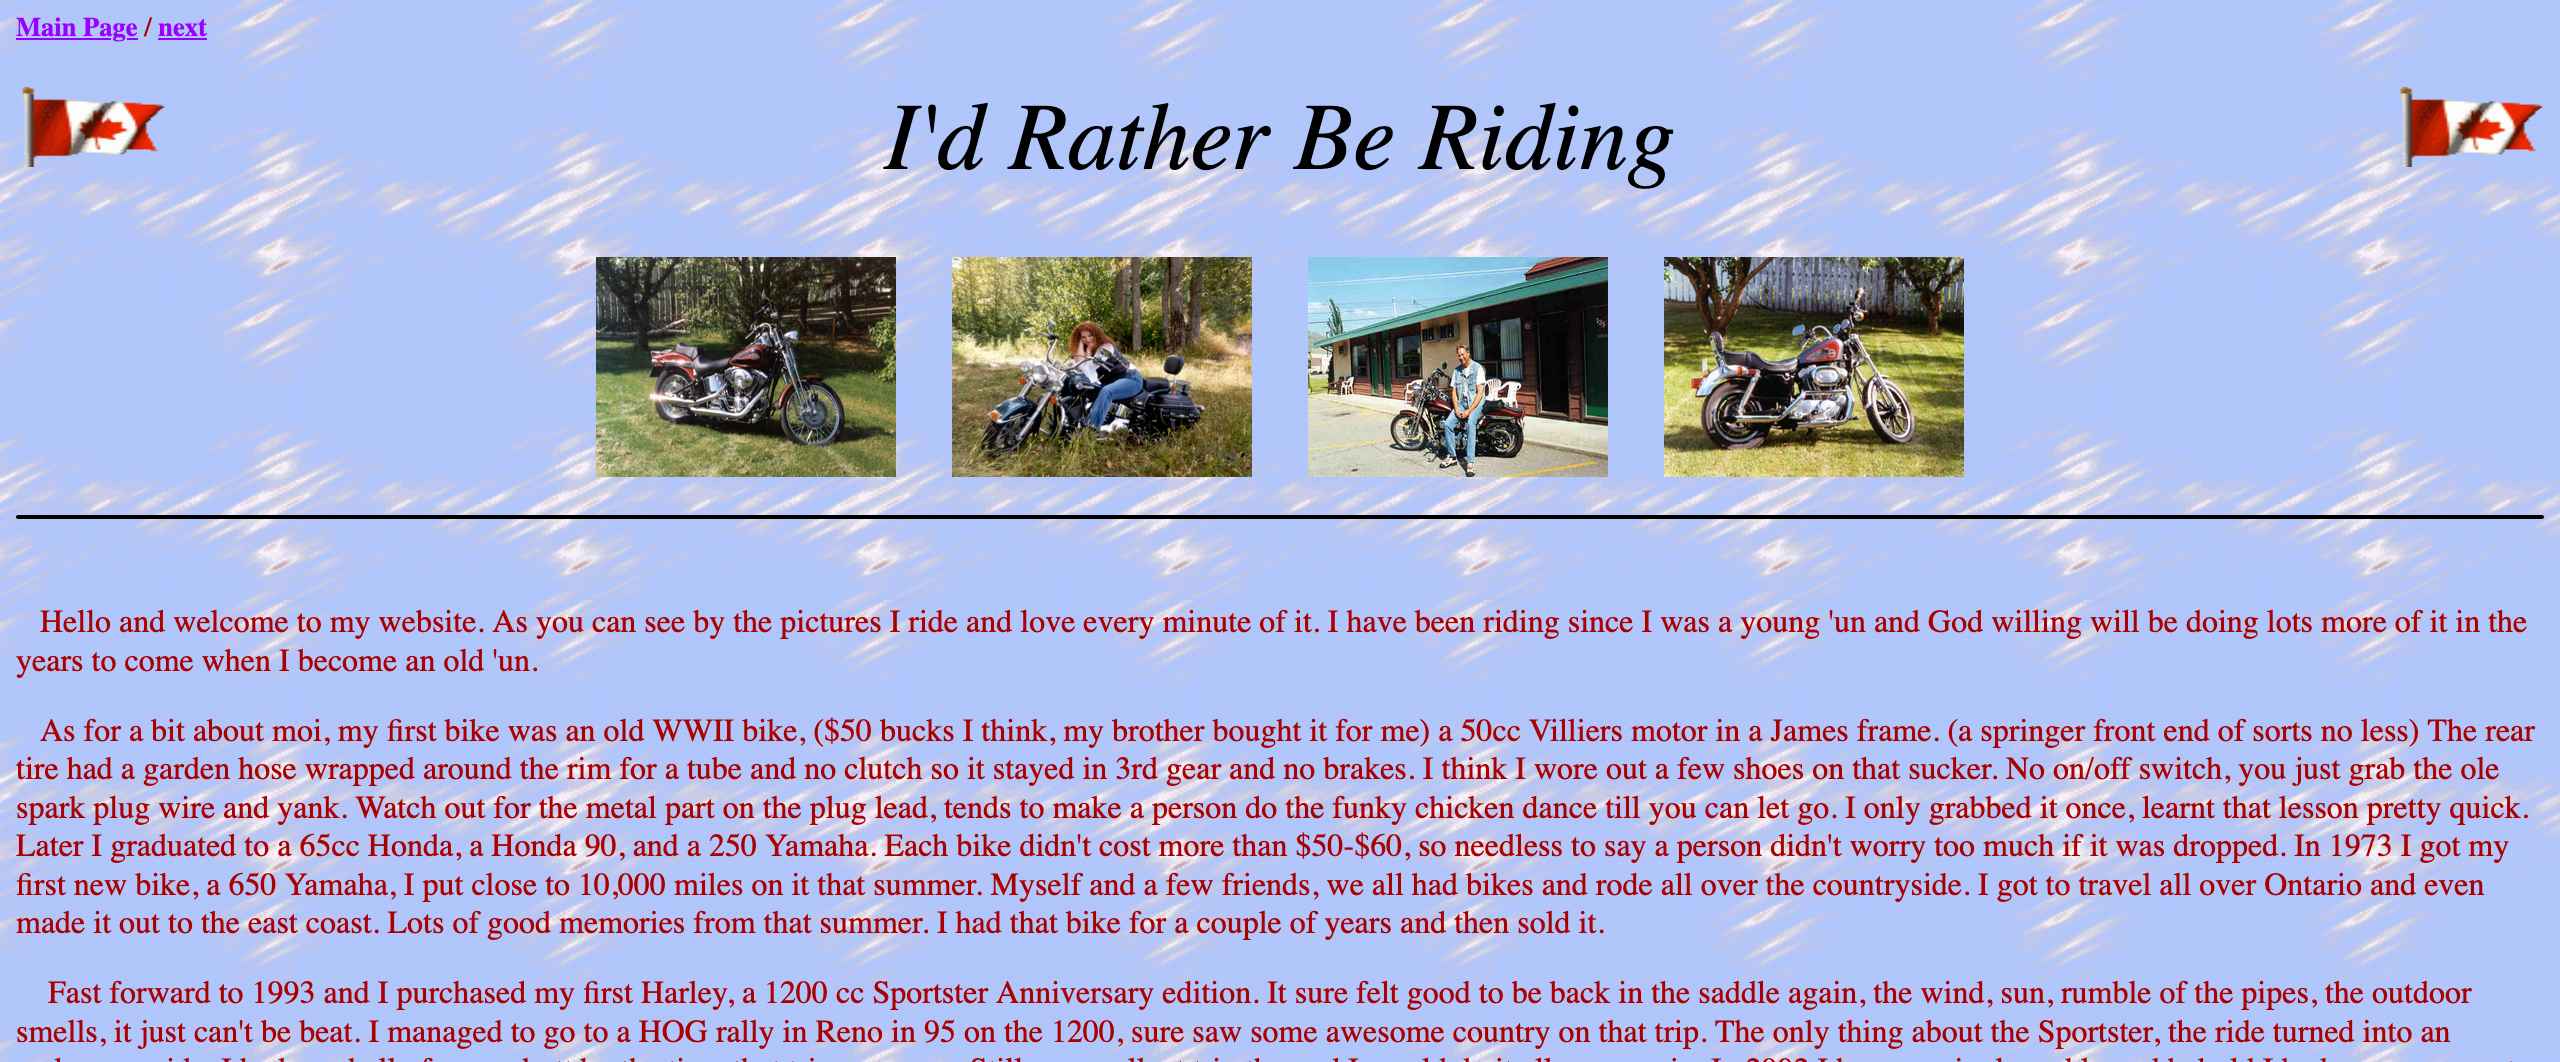 Main Page / next
I'd Rather Be Riding
Hello and welcome to my website. As you can see by the pictures I ride and love every minute of it. I have been riding since I was a young 'un and God willing will be doing lots more of it in the
years to come when I become an old 'un.
As for a bit about moi, my first bike was an old WWII bike, ($50 bucks I think, my brother bought it for me) a 50cc Villiers motor in a James frame. (a springer front end of sorts no less) The rear
tire had a garden hose wrapped around the rim for a tube and no clutch so it stayed in 3rd gear and no brakes. I think I wore out a few shoes on that sucker. No on/off switch, you just grab the ole
spark plug wire and yank. Watch out for the metal part on the plug lead, tends to make a person do the funky chicken dance till you can let go. I only grabbed it once, learnt that lesson pretty quick.
Later I graduated to a 65cc Honda, a Honda 90, and a 250 Yamaha. Each bike didn't cost more than $50-$60, so needless to say a person didn't worry too much if it was dropped. In 1973 I got my
first new bike, a 650 Yamaha, I put close to 10,000 miles on it that summer. Myself and a few friends, we all had bikes and rode all over the countryside. I got to travel all over Ontario and even
made it out to the east coast. Lots of good memories from that summer. I had that bike for a couple of years and then sold it.
Fast forward to 1993 and I purchased my first Harley, a 1200 cc Sportster Anniversary edition. It sure felt good to be back in the saddle again, the wind, sun, rumble of the pipes, the outdoor
smells, it just can't be beat. I managed to go to a HOG rally in Reno in 95 on the 1200, sure saw some awesome country on that trip. The only thing about the Sportster, the ride turned into an